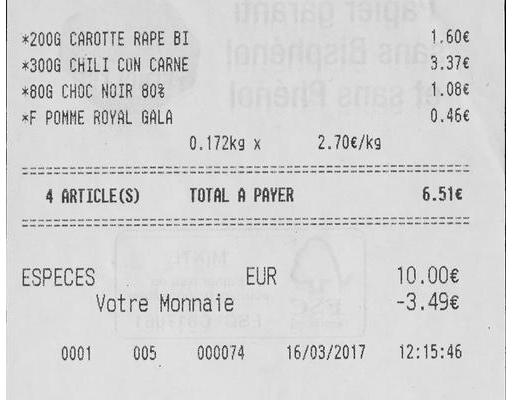 *200G CAROTTE RAPE BI 1.60€
*300G CHILI CON CARNE 3.37€
*80G CHOC NOIR 80% 1.08€
*F POMME ROYAL GALA 0.46€
0.172kg x 2.70€/kg
4 ARTICLE(S) TOTAL A PAYER 6.51€
ESPECES EUR 10.00€
Votre Monnaie -3.49€
0001 005 000074 16/03/2017 12:15:46
Papier garanti
sans Bisphénol
et sans Phénol
MIXTE
FSC